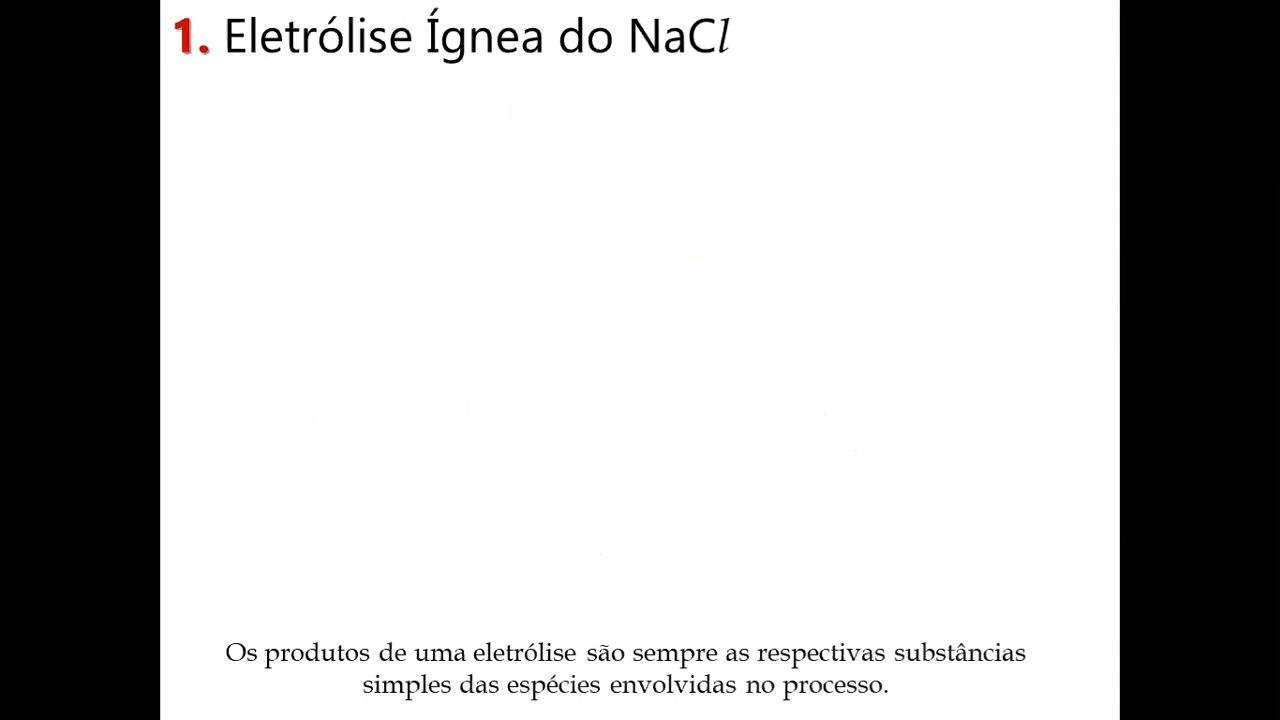 1. Eletrólise Ígnea do NaCl
Os produtos de uma eletrólise são sempre as respectivas substâncias
simples das espécies envolvidas no processo.